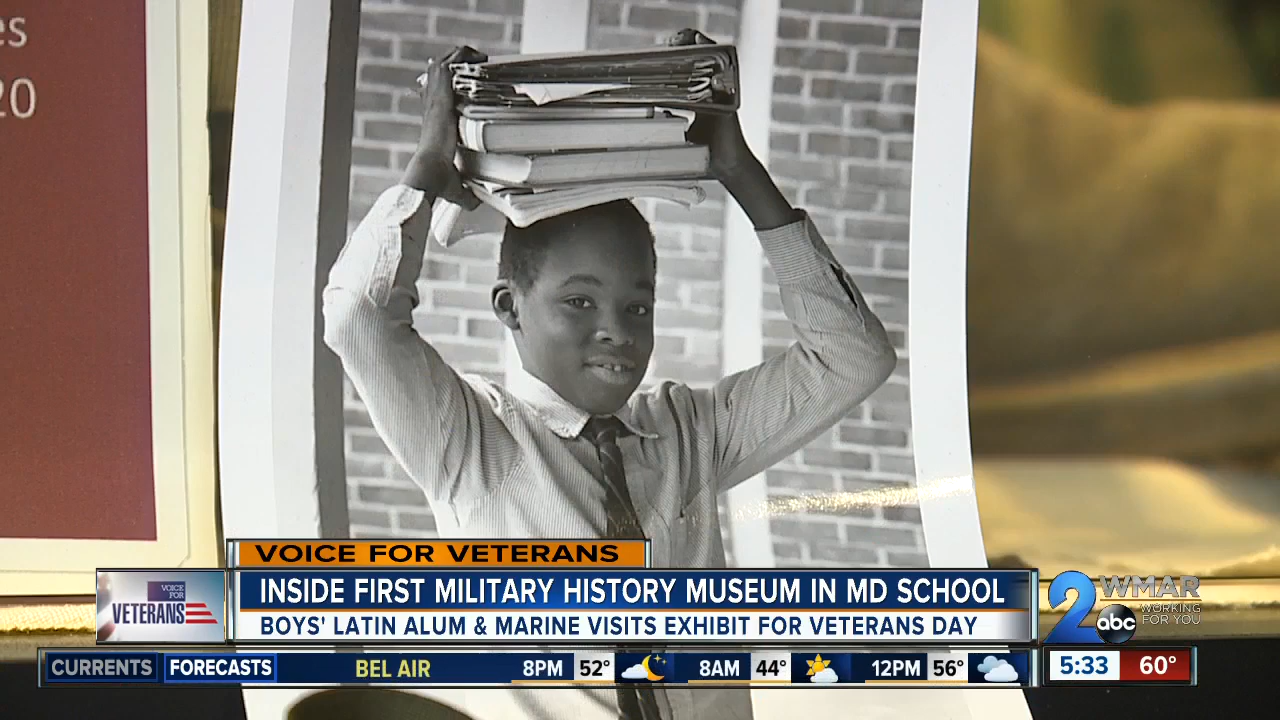 es
20
VOICE FOR VETERANS
VOICE
FOR
VETERANS
INSIDE FIRST MILITARY HISTORY MUSEUM IN MD SCHOOL
BOYS' LATIN ALUM & MARINE VISITS EXHIBIT FOR VETERANS DAY
2 WMAR
abc WORKING
FOR YOU
CURRENTS FORECASTS BEL AIR 8PM 52° 8AM 44° 12PM 56° 5:33 60°